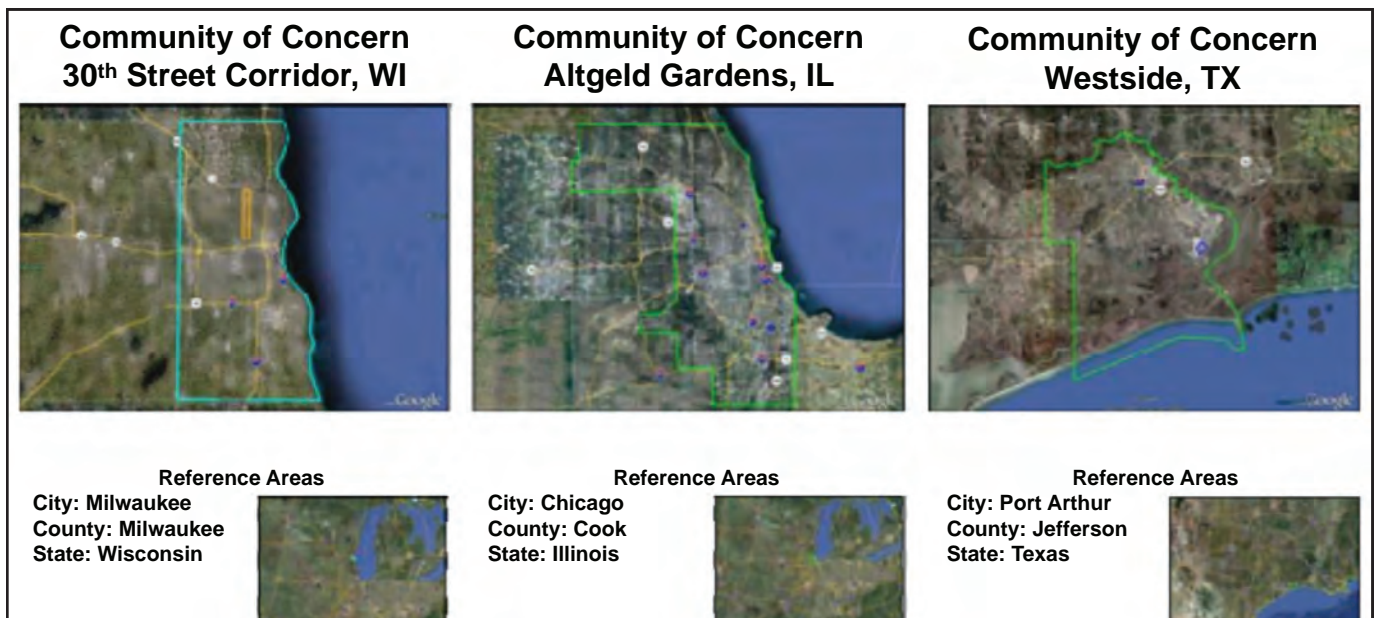 Community of Concern
30th Street Corridor, WI
Community of Concern
Altgeld Gardens, IL
Community of Concern
Westside, TX
Google
Google
Reference Areas
City: Milwaukee
County: Milwaukee
State: Wisconsin
Reference Areas
City: Chicago
County: Cook
State: Illinois
Reference Areas
City: Port Arthur
County: Jefferson
State: Texas